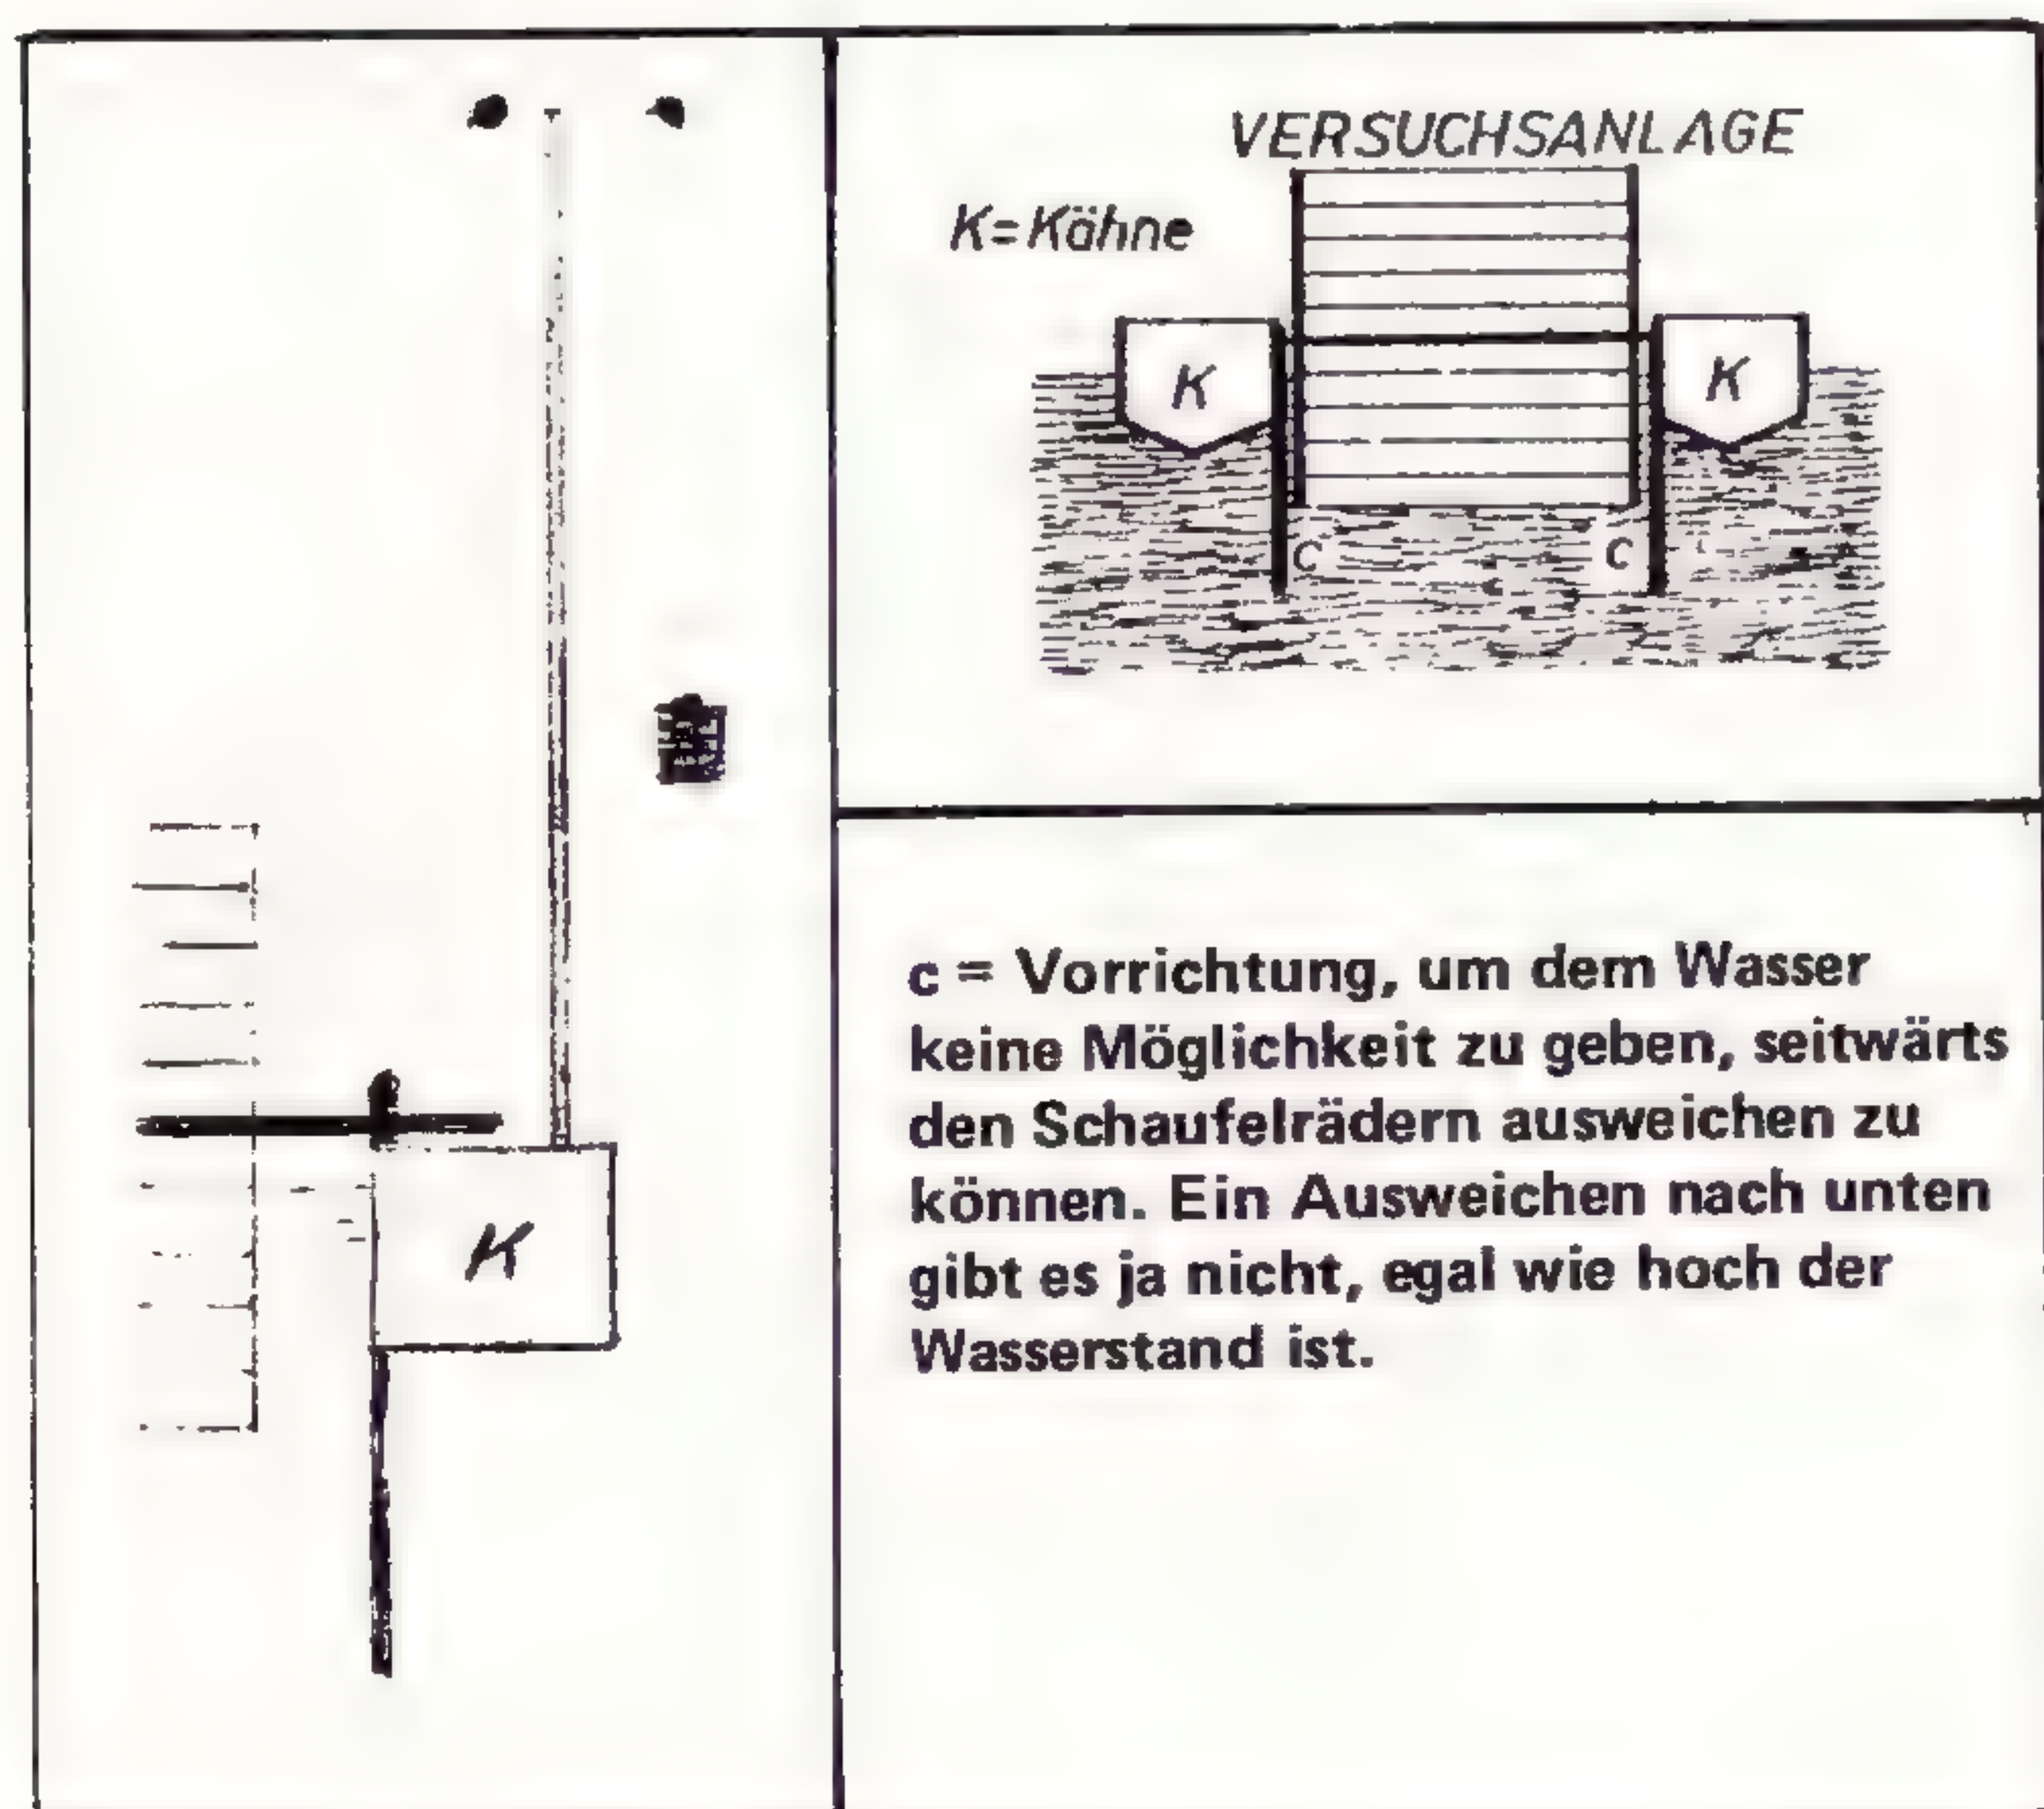 VERSUCHSANLAGE
K=Kähne
K
K
c
c
K
c = Vorrichtung, um dem Wasser
keine Möglichkeit zu geben, seitwärts
den Schaufelrädern ausweichen zu
können. Ein Ausweichen nach unten
gibt es ja nicht, egal wie hoch der
Wasserstand ist.